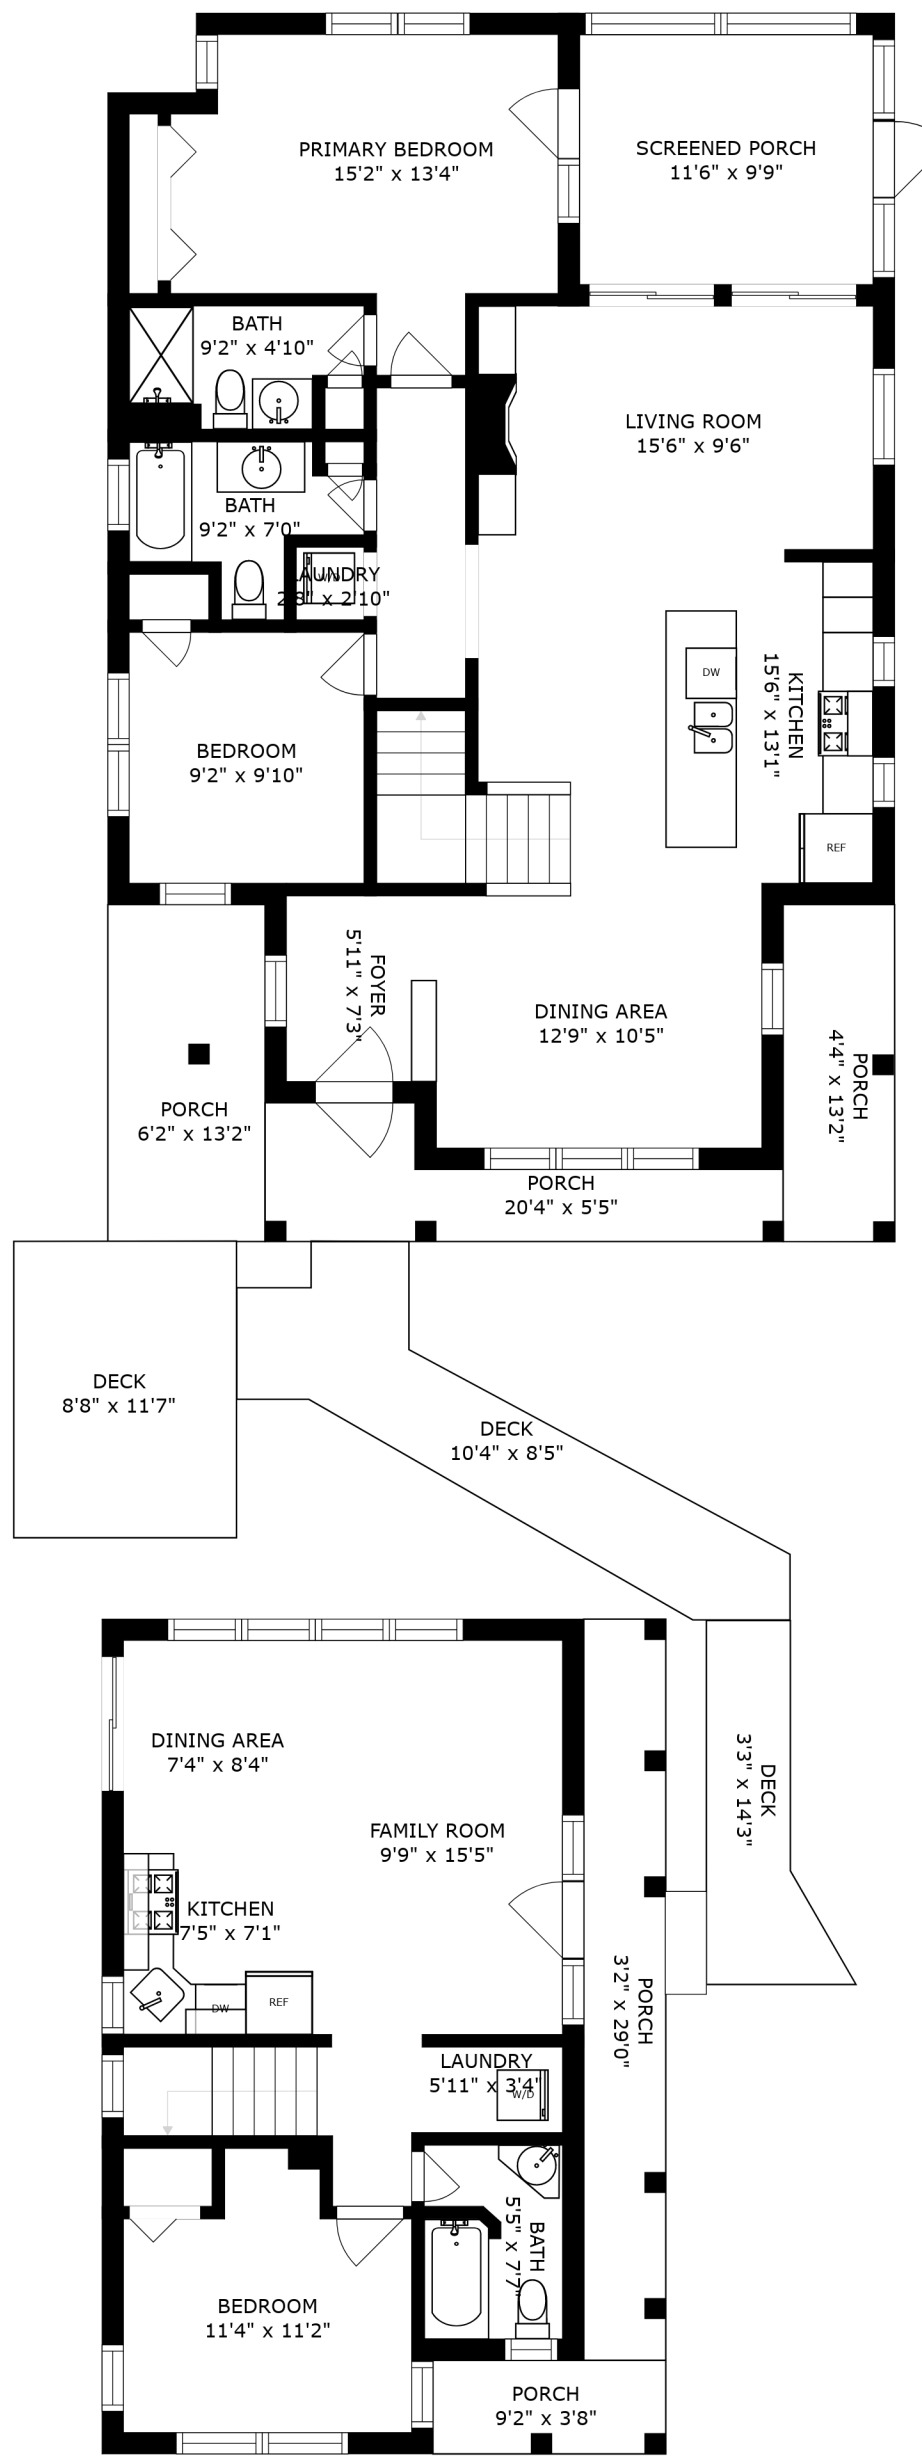 PRIMARY BEDROOM
15'2" x 13'4"
SCREENED PORCH
11'6" x 9'9"
BATH
9'2" x 4'10"
LIVING ROOM
15'6" x 9'6"
BATH
9'2" x 7'0"
LAUNDRY
W/D
2'8" x 2'10"
DW
KITCHEN
15'6" x 13'1"
BEDROOM
9'2" x 9'10"
REF
FOYER
5'11" x 7'3"
DINING AREA
12'9" x 10'5"
PORCH
4'4" x 13'2"
PORCH
6'2" x 13'2"
PORCH
20'4" x 5'5"
DECK
8'8" x 11'7"
DECK
10'4" x 8'5"
DINING AREA
7'4" x 8'4"
DECK
3'3" x 14'3"
FAMILY ROOM
9'9" x 15'5"
KITCHEN
7'5" x 7'1"
DW
REF
PORCH
3'2" x 29'0"
LAUNDRY
5'11" x 3'4"
W/D
BATH
5'5" x 7'7"
BEDROOM
11'4" x 11'2"
PORCH
9'2" x 3'8"